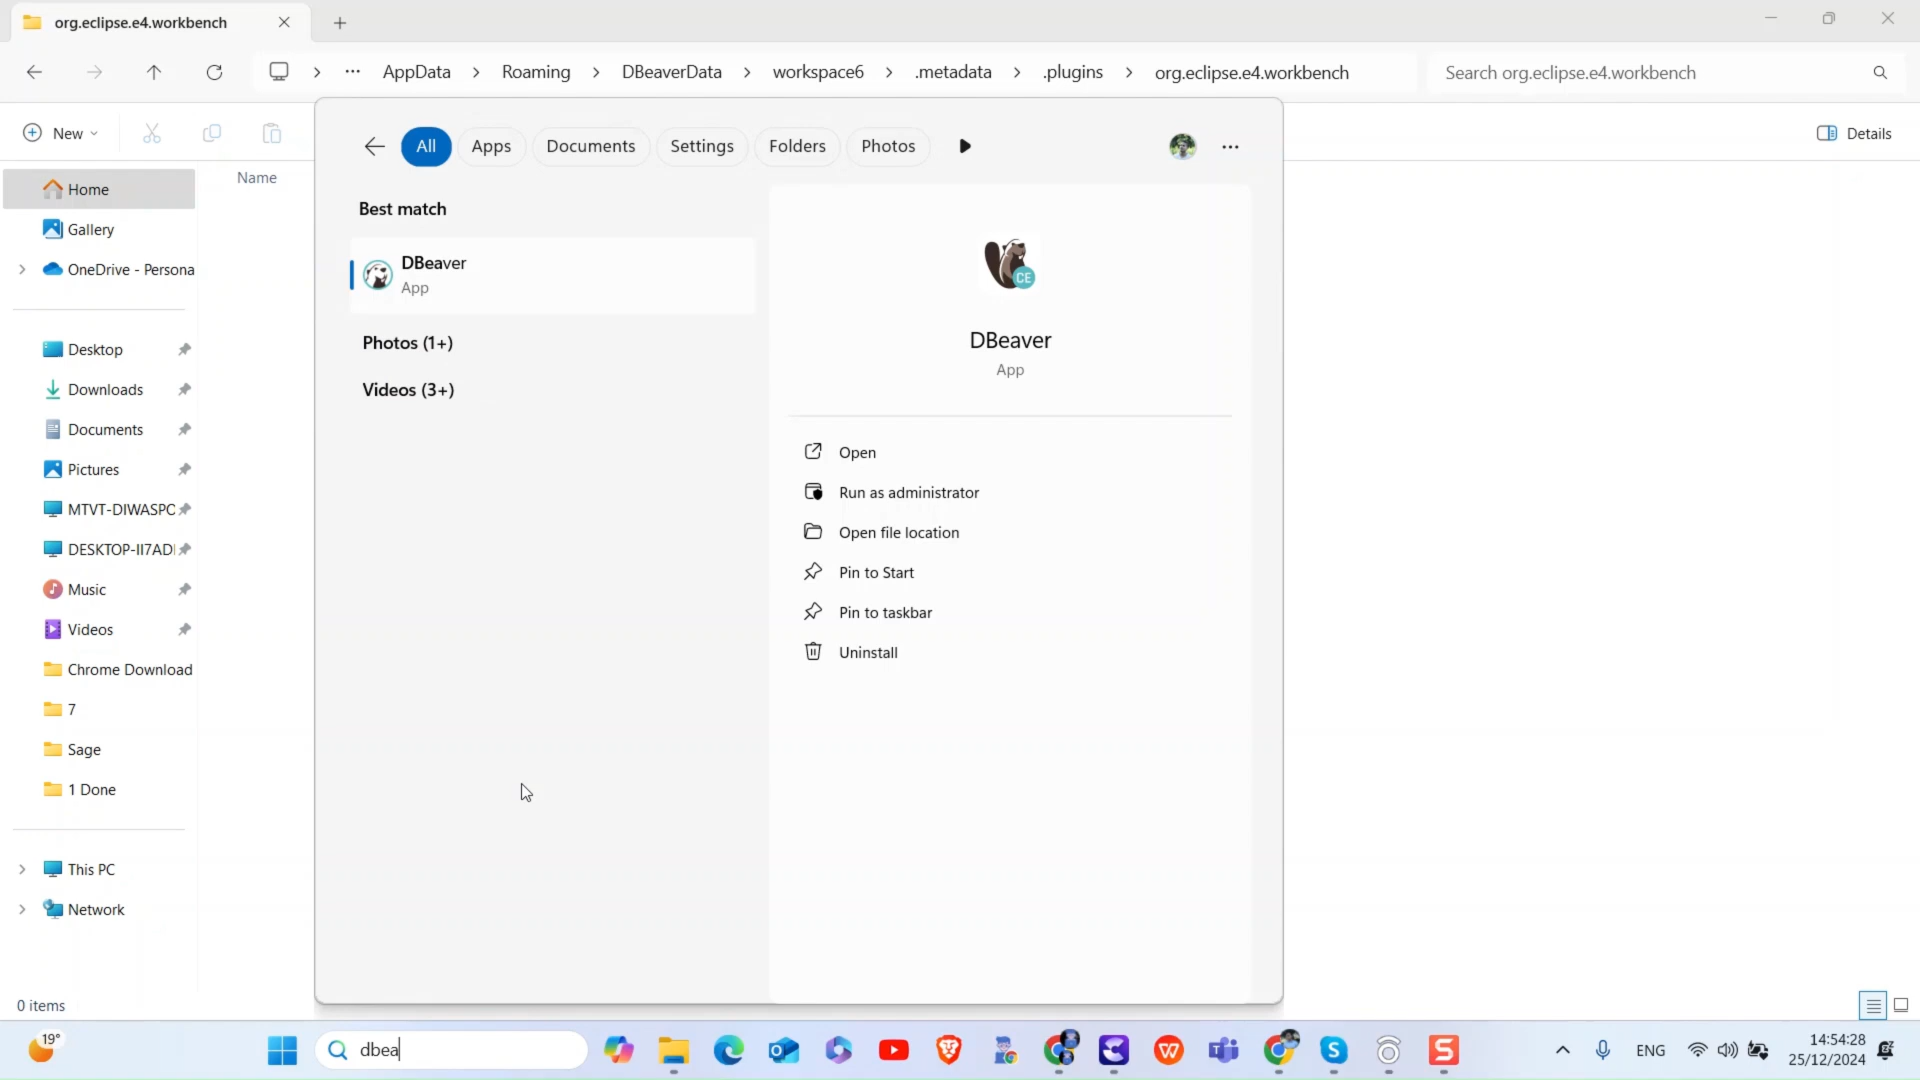 org.eclipse.e4.workbench
AppData
Roaming
DBeaverData
workspace6
.metadata
.plugins
org.eclipse.e4.workbench
Search org.eclipse.e4.workbench
New
Details
Name
Home
Gallery
OneDrive - Persona
Desktop
Downloads
Documents
Pictures
MTVT-DIWASPC
DESKTOP-II7ADI
Music
Videos
Chrome Download
7
Sage
1 Done
This PC
Network
0 items
All
Apps
Documents
Settings
Folders
Photos
Best match
DBeaver
App
Photos (1+)
Videos (3+)
CE
DBeaver
App
Open
Run as administrator
Open file location
Pin to Start
Pin to taskbar
Uninstall
19°
dbea
ENG
14:54:28
25/12/2024